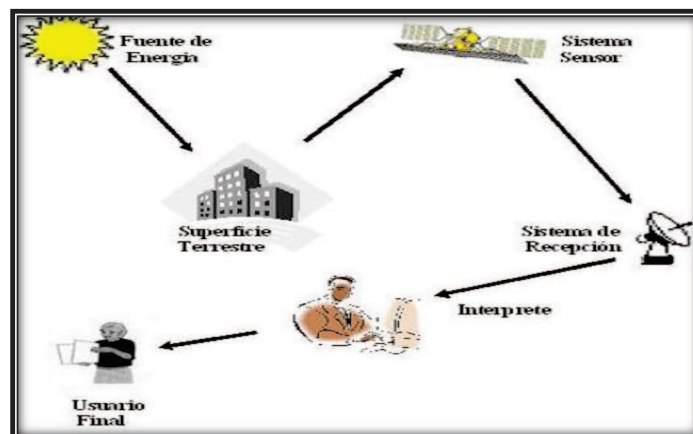 Fuente de
Energía
Sistema
Sensor
Superficie
Terrestre
Sistema de
Recepción
Interprete
Usuario
Final